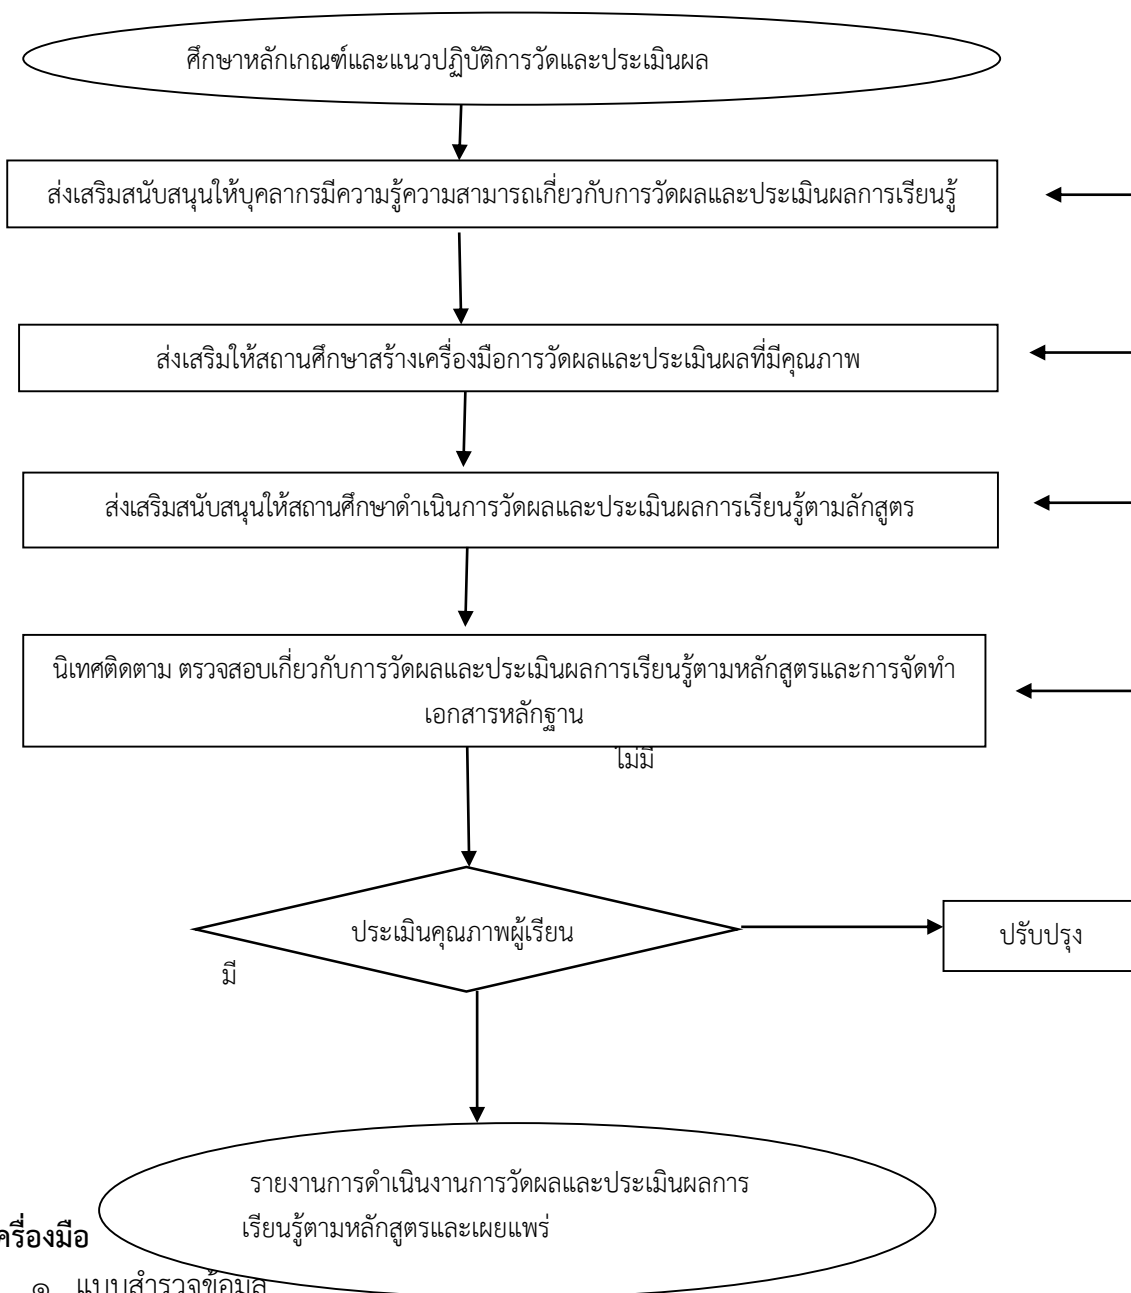 ศึกษาหลักเกณฑ์และแนวปฏิบัติการวัดและประเมินผล
ส่งเสริมสนับสนุนให้บุคลากรมีความรู้ความสามารถเกี่ยวกับการวัดผลและประเมินผลการเรียนรู้
ส่งเสริมให้สถานศึกษาสร้างเครื่องมือการวัดผลและประเมินผลที่มีคุณภาพ
ส่งเสริมสนับสนุนให้สถานศึกษาดำเนินการวัดผลและประเมินผลการเรียนรู้ตามลักสูตร
นิเทศติดตาม ตรวจสอบเกี่ยวกับการวัดผลและประเมินผลการเรียนรู้ตามหลักสูตรและการจัดทำ
เอกสารหลักฐาน
ไม่มี
ประเมินคุณภาพผู้เรียน
ปรับปรุง
มี
รายงานการดำเนินงานการวัดผลและประเมินผลการ
เรียนรู้ตามหลักสูตรและเผยแพร่
ครื่องมือ
๑ แบบสำรวจข้อมูล